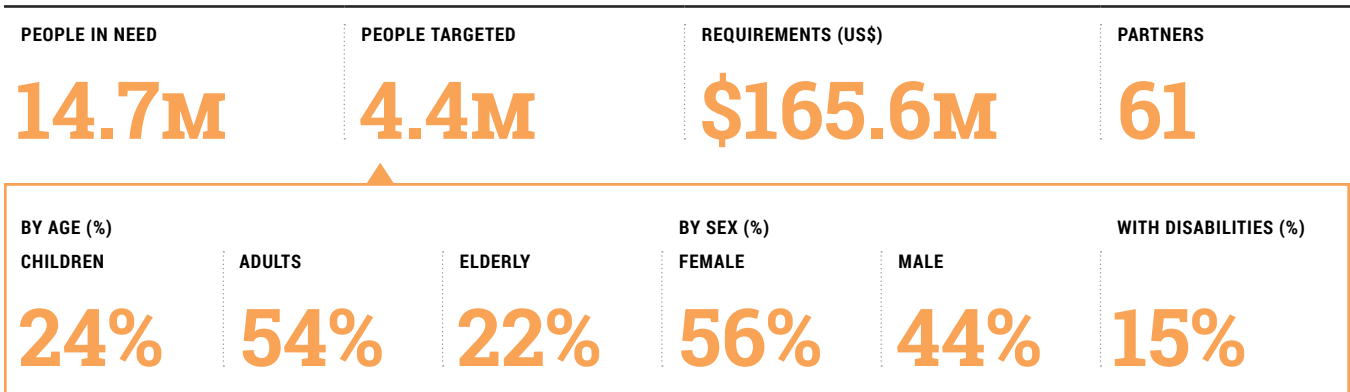 PEOPLE IN NEED PEOPLE TARGETED REQUIREMENTS (US$) PARTNERS
14.7M 4.4M $165.6M 61
BY AGE (%) BY SEX (%) WITH DISABILITIES (%)
CHILDREN ADULTS ELDERLY FEMALE MALE
24% 54% 22% 56% 44% 15%